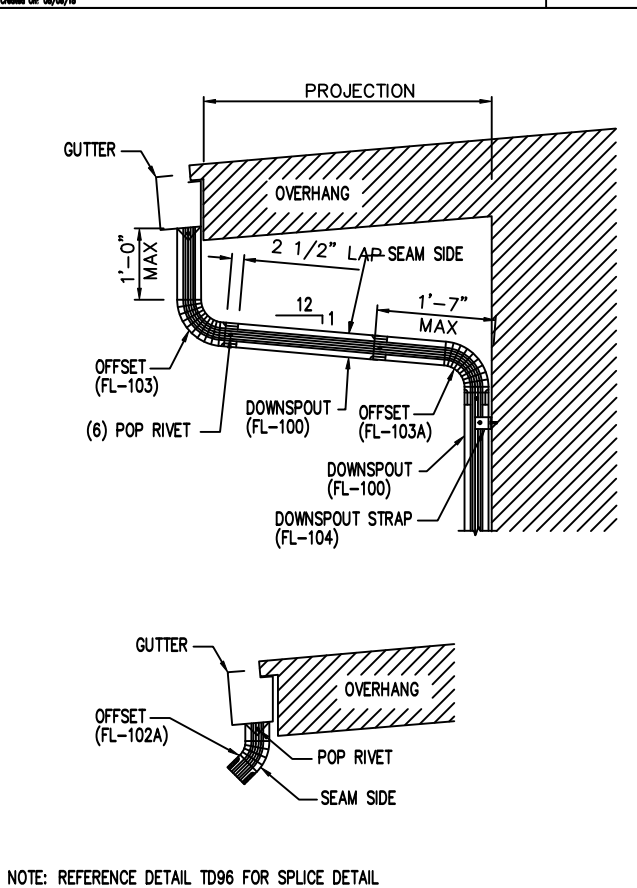 PROJECTION
GUTTER
OVERHANG
1'-0"
MAX
2 1/2" LAP
SEAM SIDE
12
1
1'-7"
MAX
OFFSET
(FL-103)
DOWNSPOUT
(FL-100)
OFFSET
(FL-103A)
(6) POP RIVET
DOWNSPOUT
(FL-100)
DOWNSPOUT STRAP
(FL-104)
GUTTER
OVERHANG
OFFSET
(FL-102A)
POP RIVET
SEAM SIDE
NOTE: REFERENCE DETAIL TD96 FOR SPLICE DETAIL